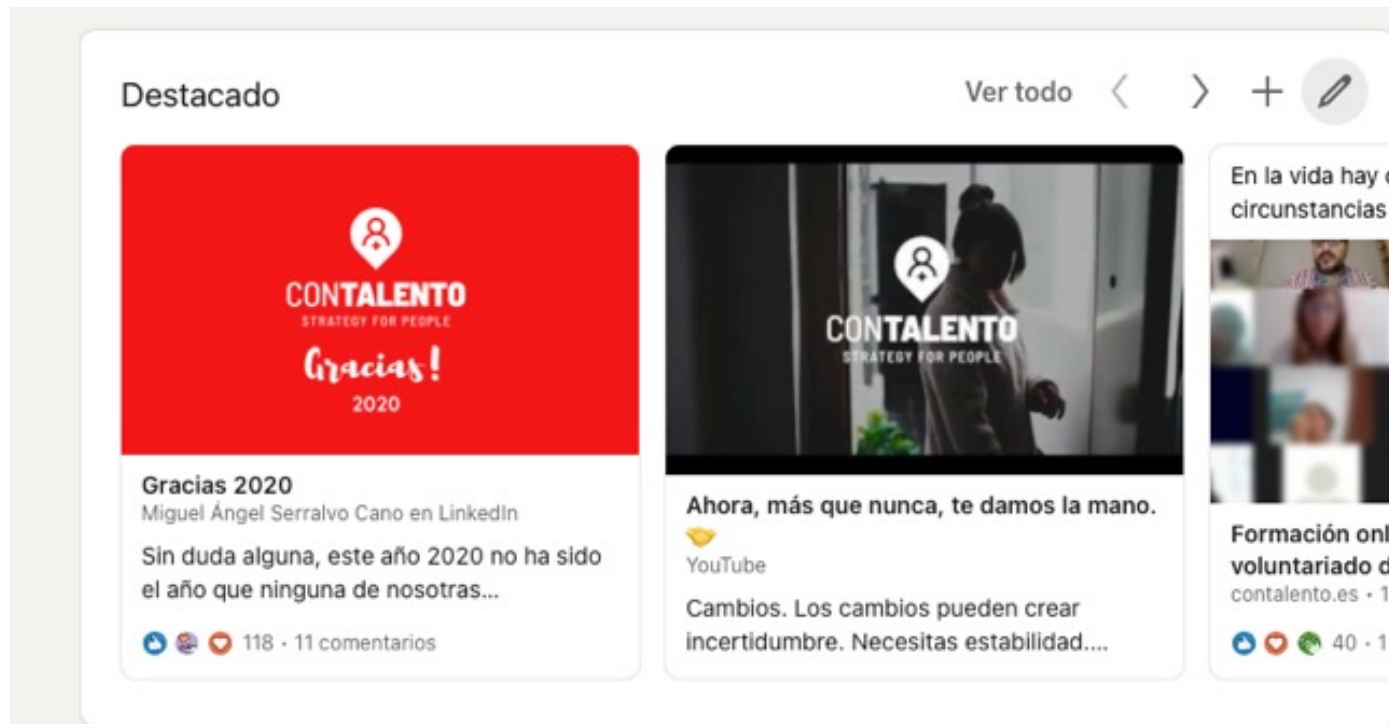 Destacado
Ver todo
CONTALENTO
STRATEGY FOR PEOPLE
Gracias!
2020
Gracias 2020
Miguel Ángel Serralvo Cano en LinkedIn
Sin duda alguna, este año 2020 no ha sido
el año que ninguna de nosotras...
118 · 11 comentarios
CONTALENTO
STRATEGY FOR PEOPLE
Ahora, más que nunca, te damos la mano.
🤝
YouTube
Cambios. Los cambios pueden crear
incertidumbre. Necesitas estabilidad....
En la vida hay
circunstancias
Formación
voluntariado
contalento.es ·
40 ·